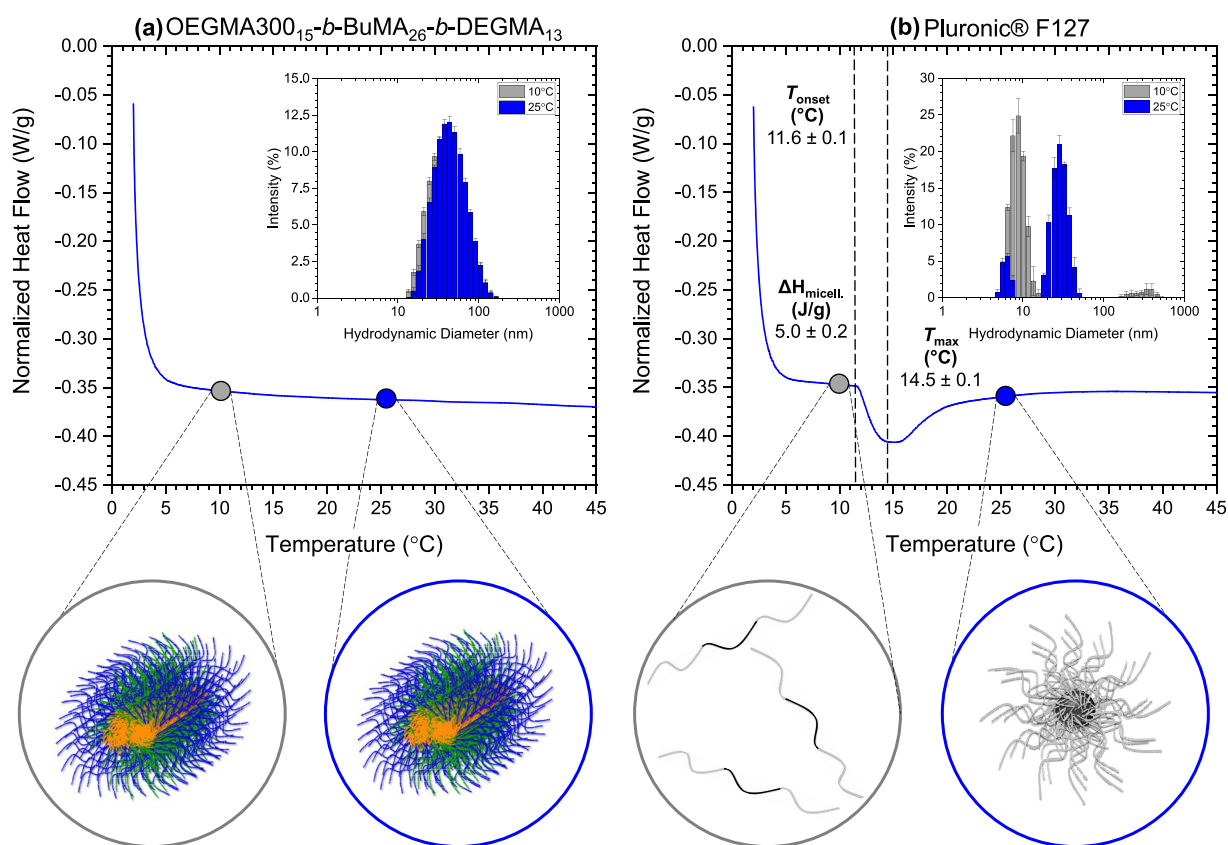 (a) OEGMA300₁₅-b-BuMA₂₆-b-DEGMA₁₃
0.00
-0.05
-0.10
-0.15
-0.20
-0.25
-0.30
-0.35
-0.40
-0.45
Normalized Heat Flow (W/g)
0 5 10 15 20 25 30 35 40 45
Temperature (°C)
15.0
12.5
10.0
7.5
5.0
2.5
0.0
Intensity (%)
1 10 100 1000
Hydrodynamic Diameter (nm)
10°C
25°C
(b) Pluronic® F127
0.00
-0.05
-0.10
-0.15
-0.20
-0.25
-0.30
-0.35
-0.40
-0.45
Normalized Heat Flow (W/g)
0 5 10 15 20 25 30 35 40 45
Temperature (°C)
Tonset
(°C)
11.6 ± 0.1
ΔHmicell.
(J/g)
5.0 ± 0.2
Tmax
(°C)
14.5 ± 0.1
30
25
20
15
10
5
0
Intensity (%)
1 10 100 1000
Hydrodynamic Diameter (nm)
10°C
25°C